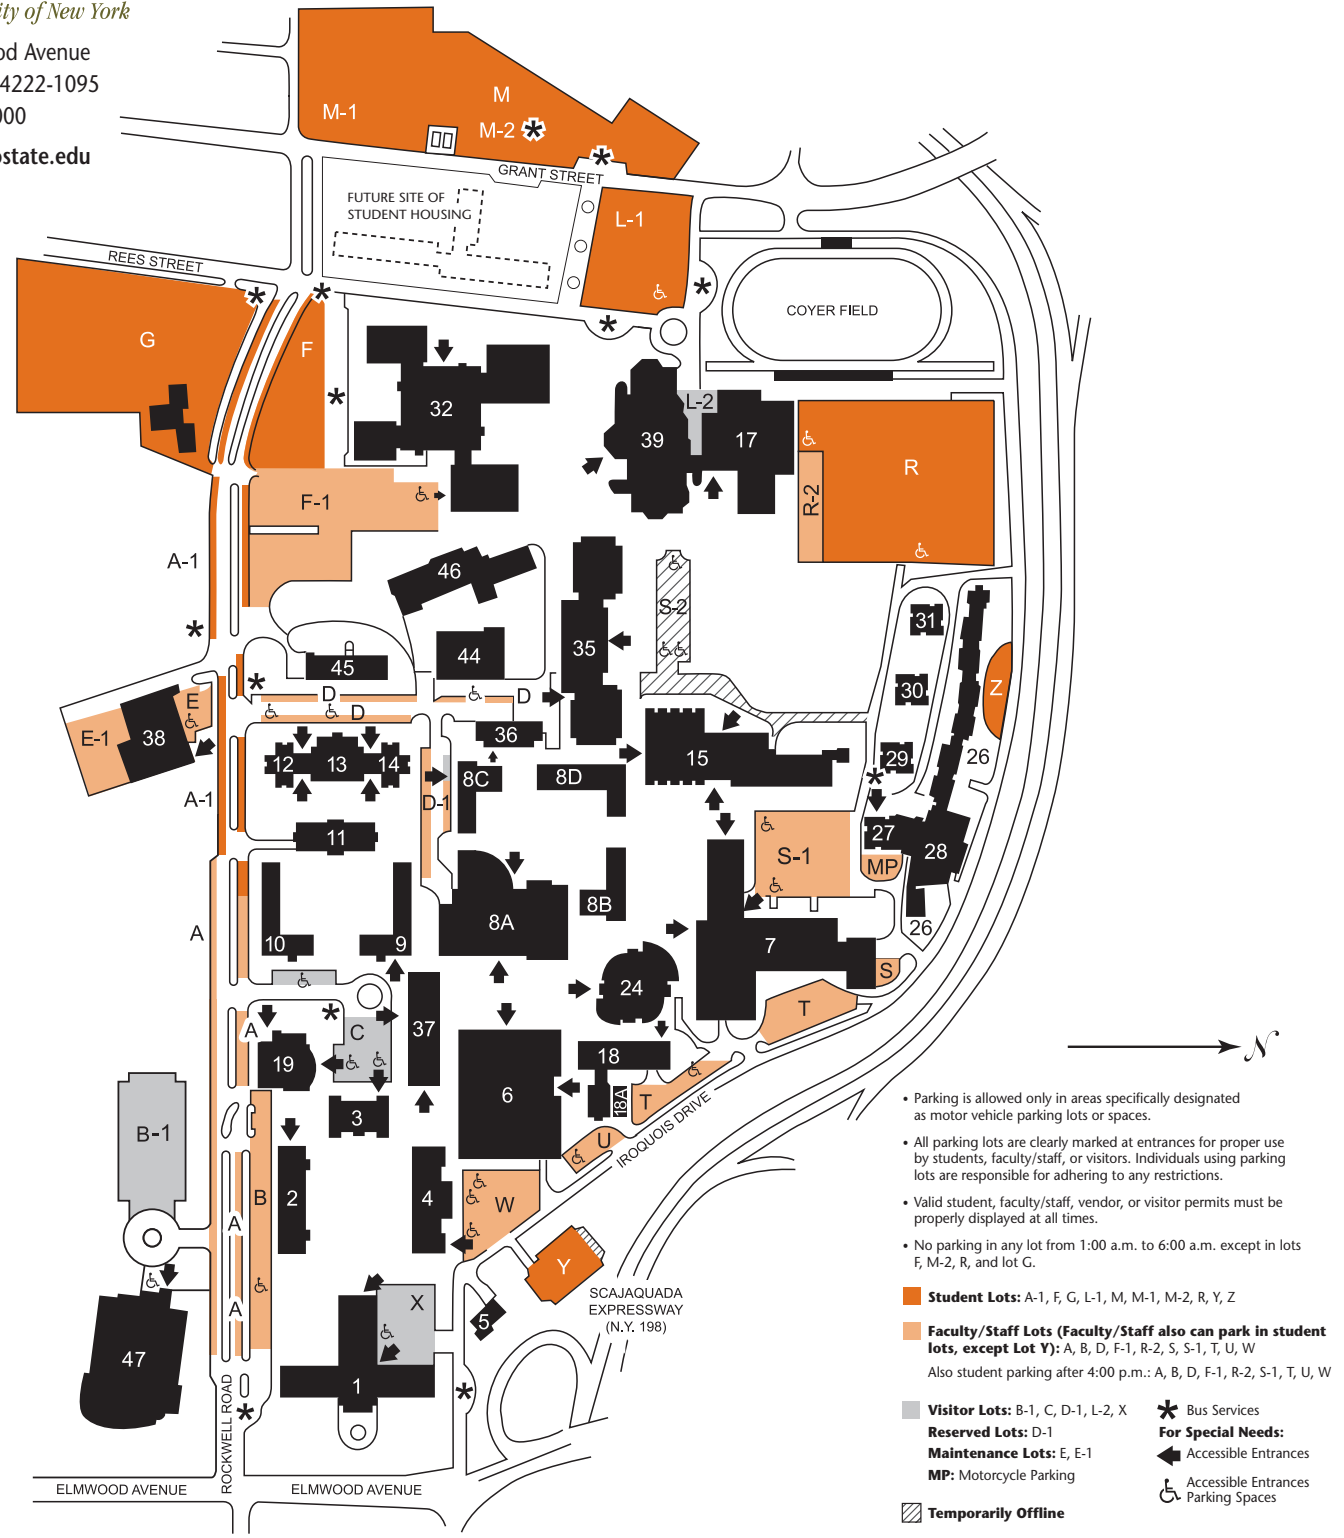 ity of New York
od Avenue
4222-1095
000
ostate.edu
M
M-1
M-2
GRANT STREET
FUTURE SITE OF
STUDENT HOUSING
L-1
REES STREET
COYER FIELD
G
F
32
L-2
39
17
R
R-2
F-1
A-1
46
S-2
31
35
44
45
30
Z
E
D
D
D
E-1
38
36
26
12
13
14
15
29
8C
8D
A-1
D-1
11
27
28
S-1
MP
8B
8A
A
10
9
7
26
24
S
T
A
C
37
19
18
6
18A
T
3
B-1
U
IROQUOIS DRIVE
B
2
4
W
A
Y
SCAJAQUADA
EXPRESSWAY
(N.Y. 198)
A
X
5
47
1
ROCKWELL ROAD
ELMWOOD AVENUE
ELMWOOD AVENUE
N
• Parking is allowed only in areas specifically designated
as motor vehicle parking lots or spaces.
• All parking lots are clearly marked at entrances for proper use
by students, faculty/staff, or visitors. Individuals using parking
lots are responsible for adhering to any restrictions.
• Valid student, faculty/staff, vendor, or visitor permits must be
properly displayed at all times.
• No parking in any lot from 1:00 a.m. to 6:00 a.m. except in lots
F, M-2, R, and lot G.
Student Lots: A-1, F, G, L-1, M, M-1, M-2, R, Y, Z
Faculty/Staff Lots (Faculty/Staff also can park in student
lots, except Lot Y): A, B, D, F-1, R-2, S, S-1, T, U, W
Also student parking after 4:00 p.m.: A, B, D, F-1, R-2, S-1, T, U, W
Visitor Lots: B-1, C, D-1, L-2, X
Reserved Lots: D-1
Maintenance Lots: E, E-1
MP: Motorcycle Parking
Temporarily Offline
Bus Services
For Special Needs:
Accessible Entrances
Accessible Entrances
Parking Spaces